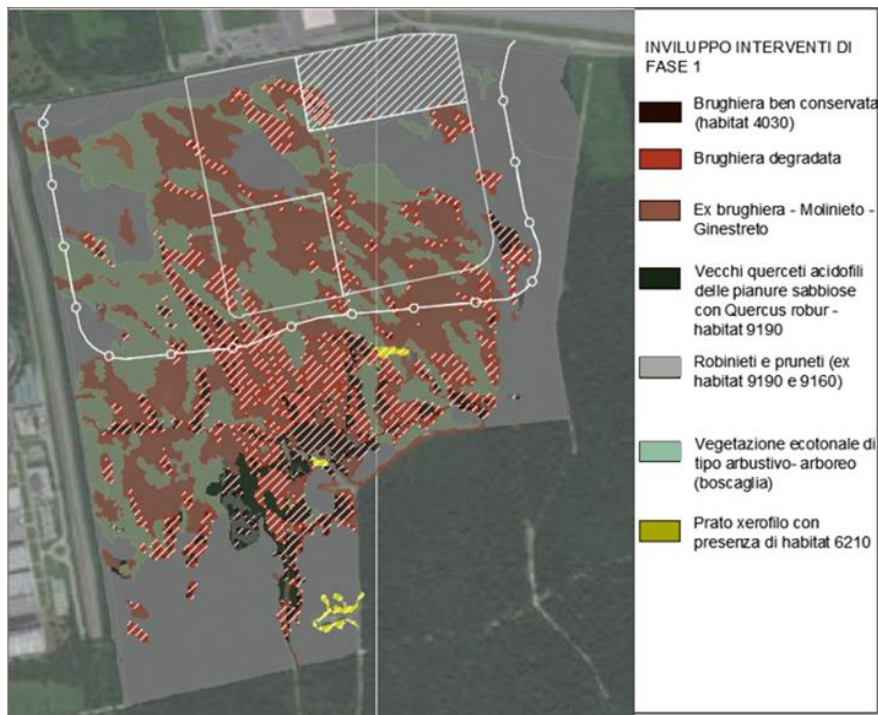 INVILUPPO INTERVENTI DI
FASE 1
Brughiera ben conservata
(habitat 4030)
Brughiera degradata
Ex brughiera - Molinieto -
Ginestreto
Vecchi querceti acidofili
delle pianure sabbiose
con Quercus robur -
habitat 9190
Robinieti e pruneti (ex
habitat 9190 e 9160)
Vegetazione ecotonale di
tipo arbustivo- arboreo
(boscaglia)
Prato xerofilo con
presenza di habitat 6210